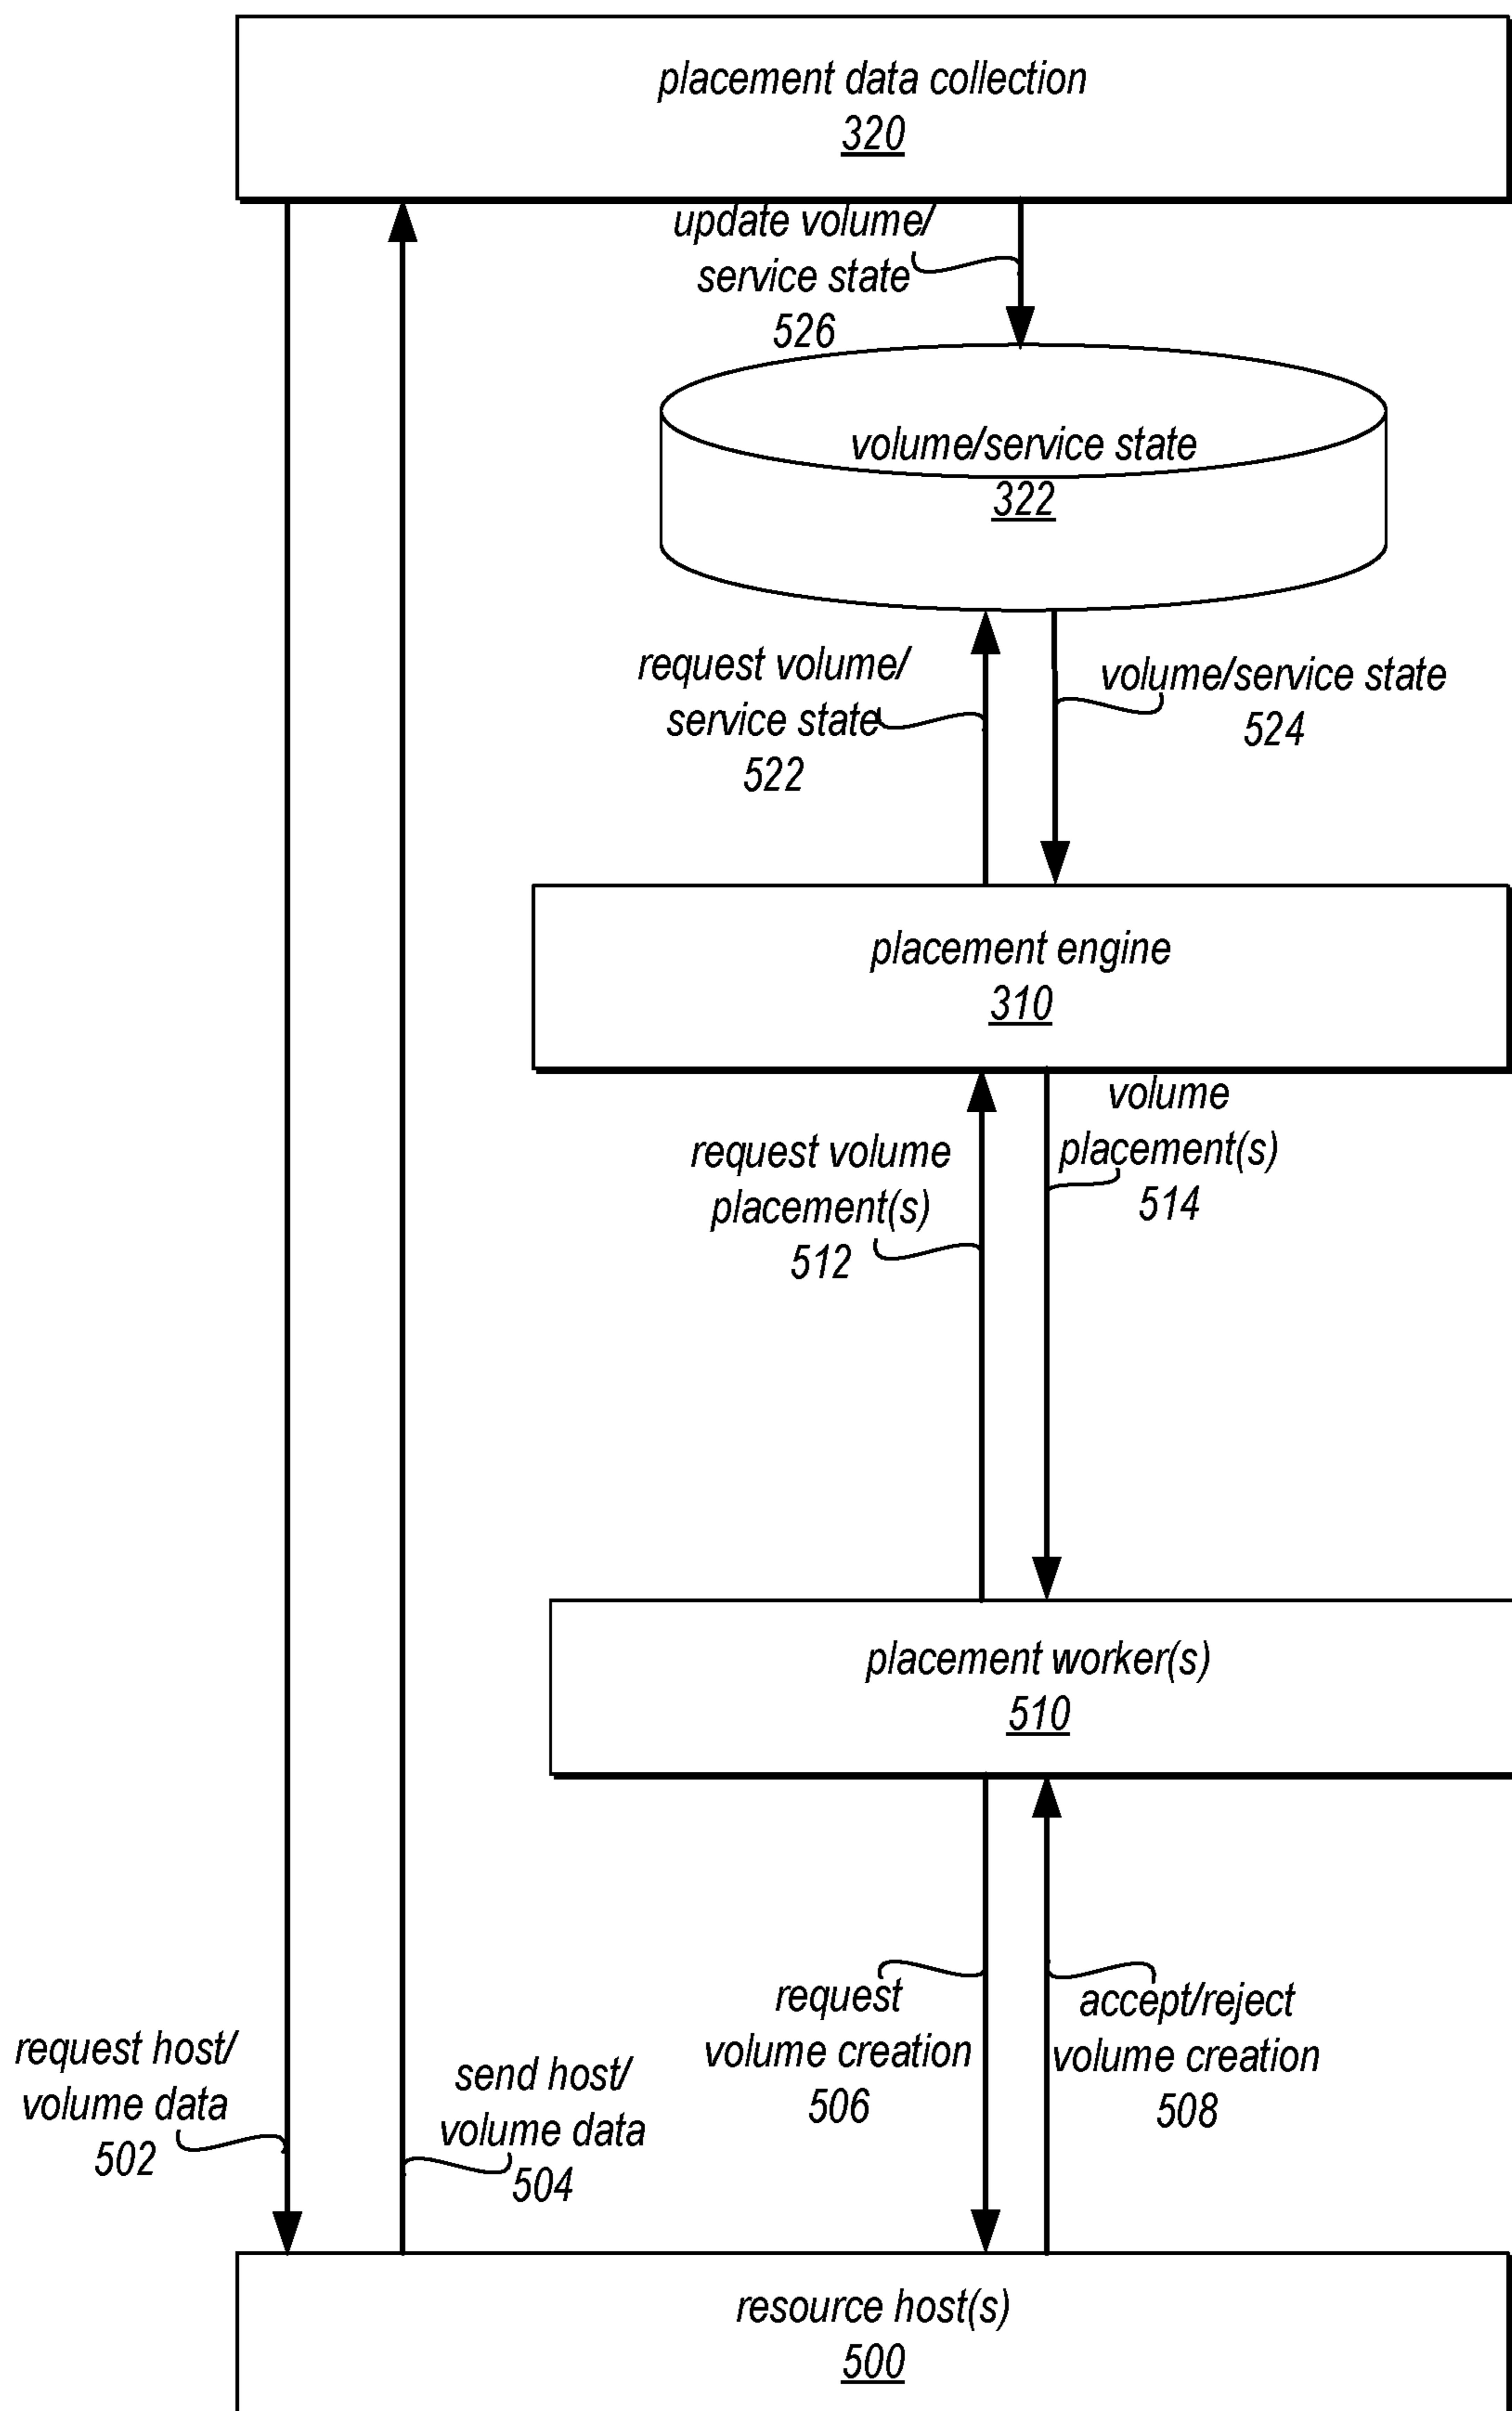 placement data collection
320
update volume/
service state
526
volume/service state
322
request volume/
service state
522
volume/service state
524
placement engine
310
volume
placement(s)
514
request volume
placement(s)
512
placement worker(s)
510
request
volume creation
506
accept/reject
volume creation
508
request host/
volume data
502
send host/
volume data
504
resource host(s)
500